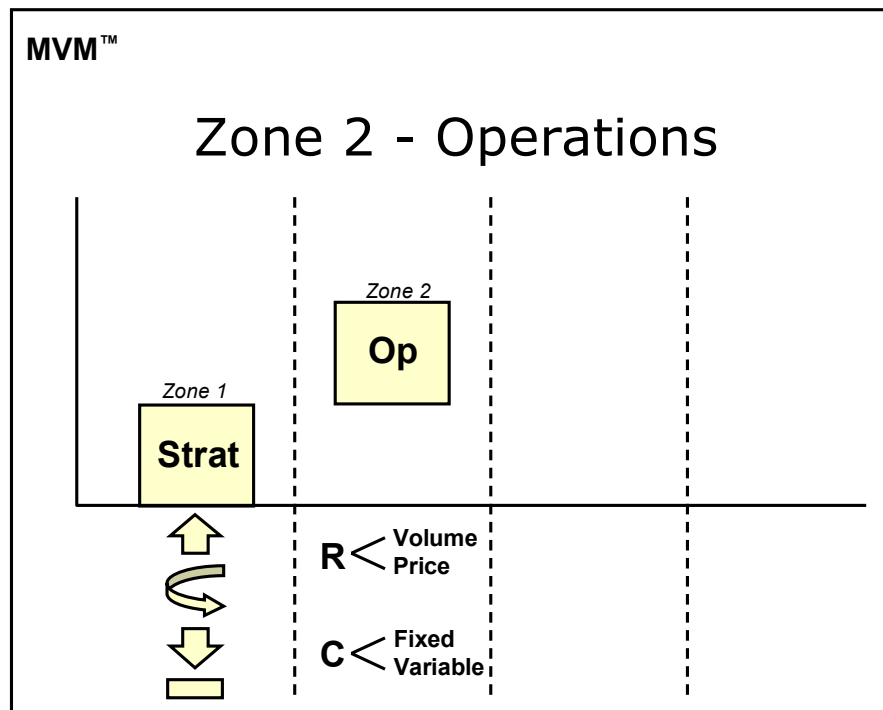 MVM™
Zone 2 - Operations
Zone 2
Op
Zone 1
Strat
R
Volume
Price
C
Fixed
Variable